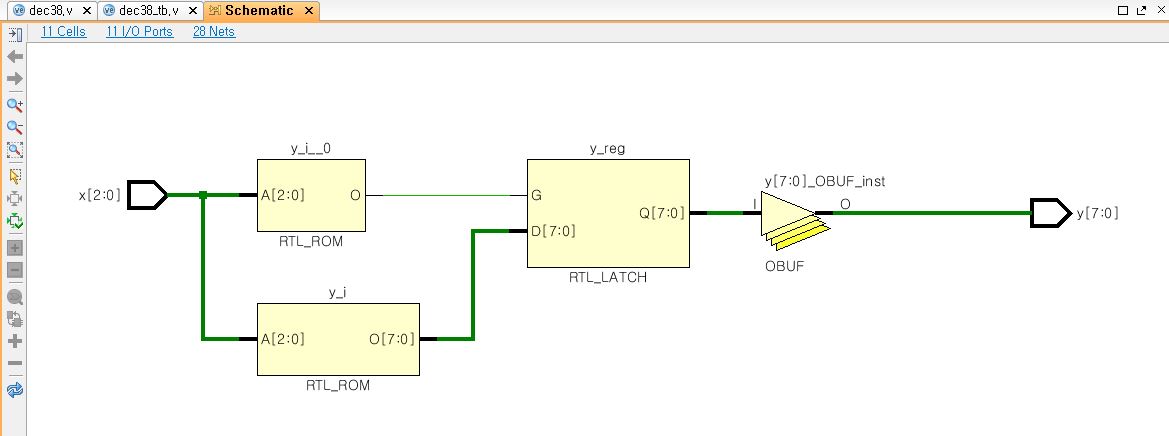 dec38.v
dec38_tb.v
Schematic
11 Cells
11 I/O Ports
28 Nets
y_i__0
A[2:0]
O
RTL_ROM
x[2:0]
y_reg
G
D[7:0]
Q[7:0]
RTL_LATCH
y[7:0]_OBUF_inst
I
O
OBUF
y[7:0]
y_i
A[2:0]
O[7:0]
RTL_ROM